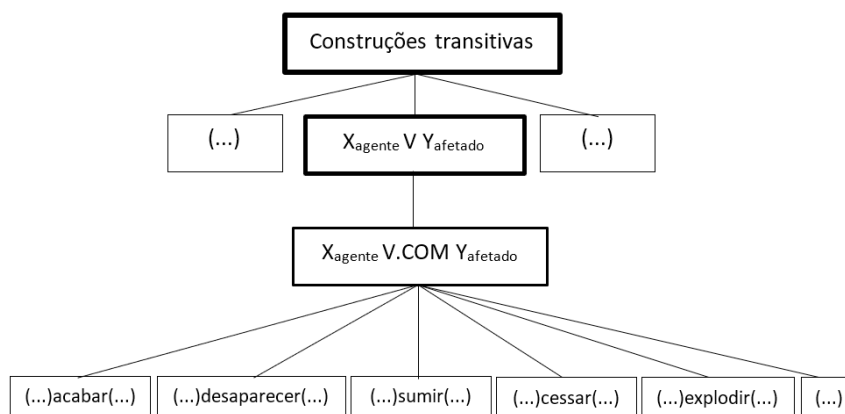 Construções transitivas
(...)
Xagente V Yafetado
(...)
Xagente V.COM Yafetado
(...)acabar(...)
(...)desaparecer(...)
(...)sumir(...)
(...)cessar(...)
(...)explodir(...)
(...)